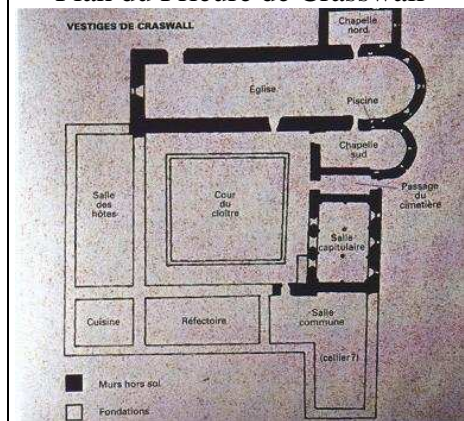 Plan du Prieuré de Crasswall
VESTIGES DE CRASWALL
Chapelle
nord
Église
Piscine
Chapelle
sud
Passage
du
cimetière
Salle
des
hôtes
Cour
du
cloître
Salle
capitulaire
Cuisine
Réfectoire
Salle
commune
(cellier?)
Murs hors sol
Fondations